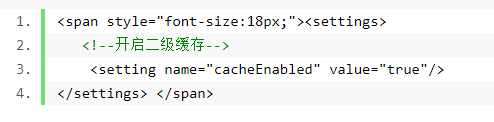 1. <span style="font-size:18px;"><settings>
2. <!--开启二级缓存-->
3. <setting name="cacheEnabled" value="true"/>
4. </settings> </span>